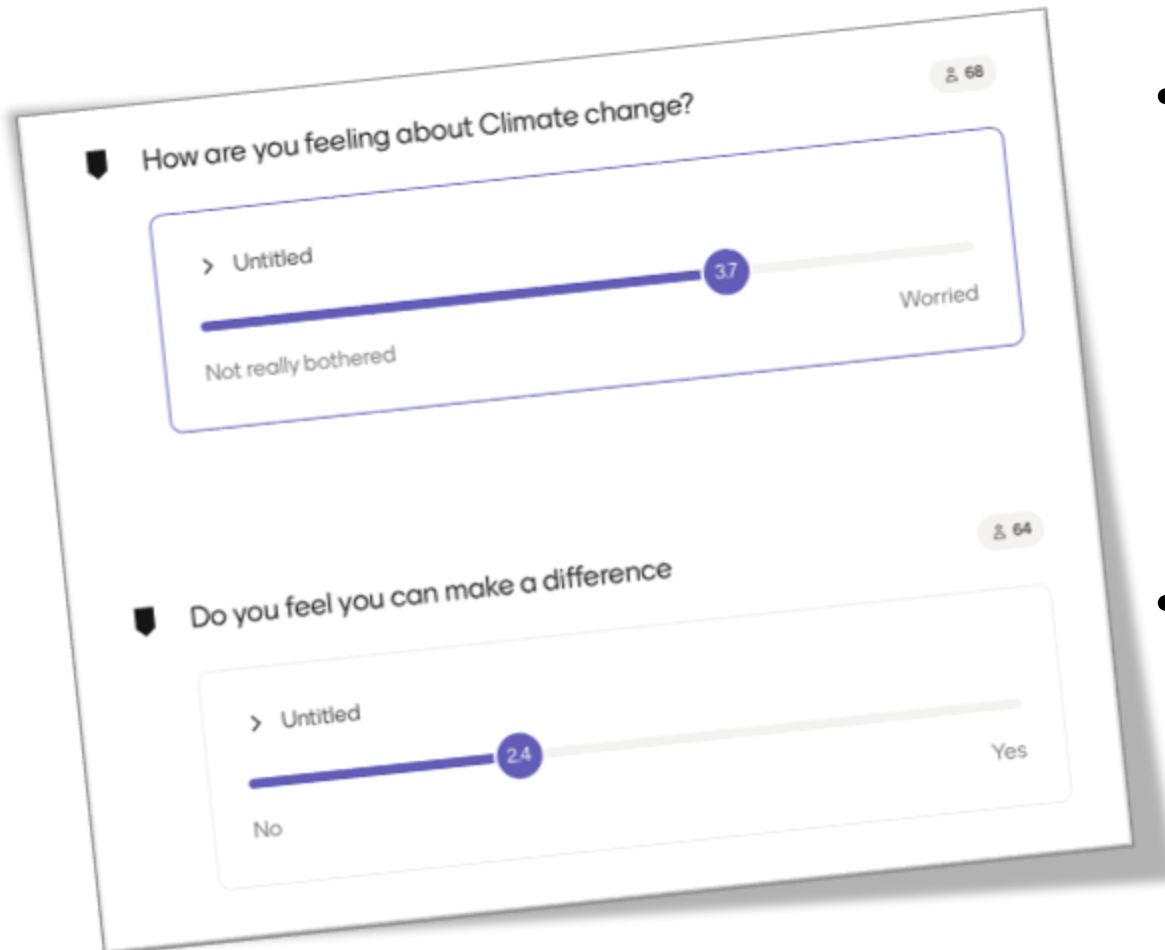 68
How are you feeling about Climate change?
Untitled
3.7
Not really bothered
Worried
64
Do you feel you can make a difference
Untitled
2.4
No
Yes